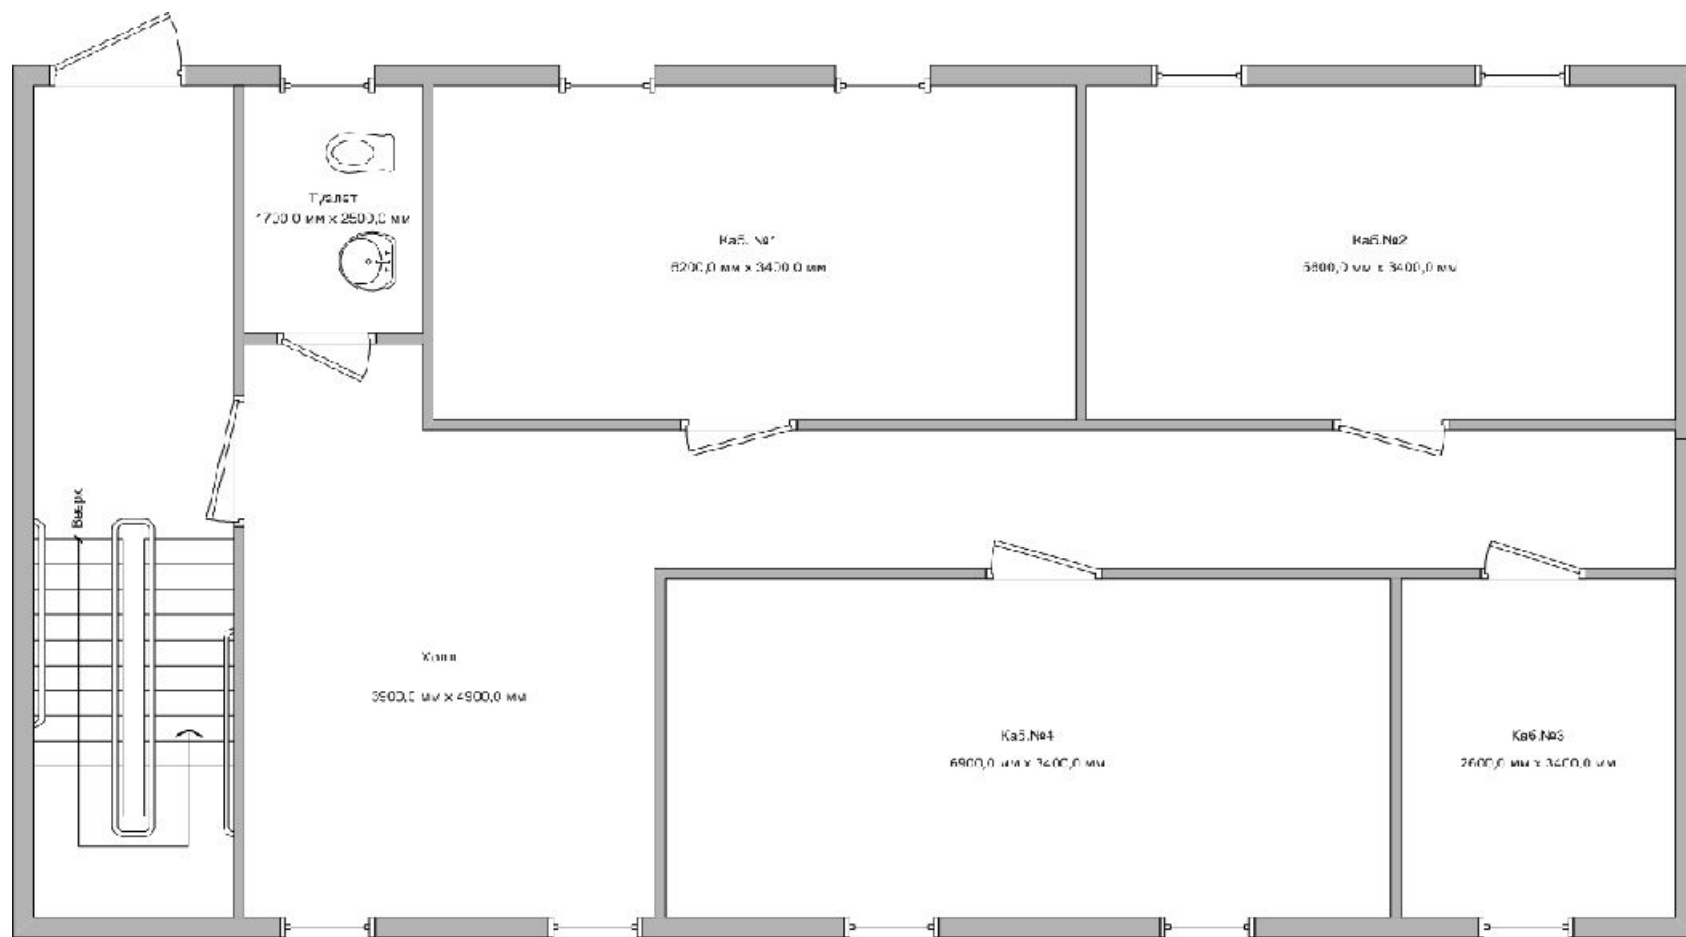 Туалет
1700,0 мм x 2500,0 мм
Каб. №1
6200,0 мм x 3400,0 мм
Каб.№2
5600,0 мм x 3400,0 мм
Вверх
Холл
3900,0 мм x 4900,0 мм
Каб.№4
6900,0 мм x 3400,0 мм
Каб.№3
2600,0 мм x 3400,0 мм